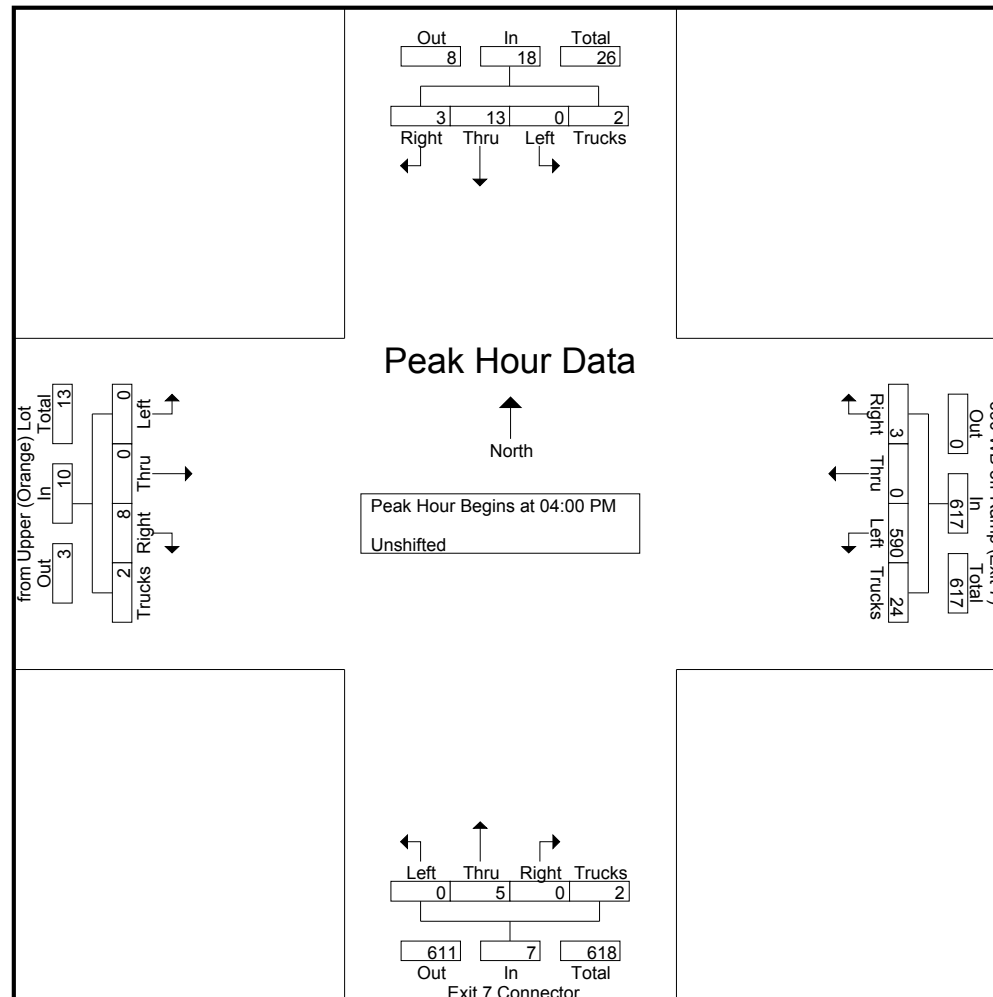 Out In Total
8 18 26
3 13 0 2
Right Thru Left Trucks
Peak Hour Data
North
Peak Hour Begins at 04:00 PM
Unshifted
from Upper (Orange) Lot
Out In Total
3 10 13
2 8 0 0
Trucks Right Thru Left
Out In Total
0 617 617
3 0 590 24
Right Thru Left Trucks
Left Thru Right Trucks
0 5 0 2
611 7 618
Out In Total
Exit 7 Connector